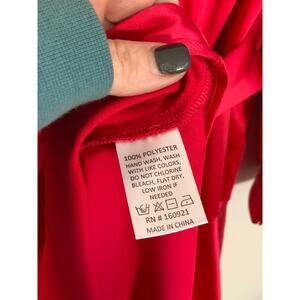 100% POLYESTER
HAND WASH, WASH
WITH LIKE COLORS,
DO NOT CHLORINE
BLEACH, FLAT DRY,
LOW IRON IF
NEEDED
RN # 160921
MADE IN CHINA